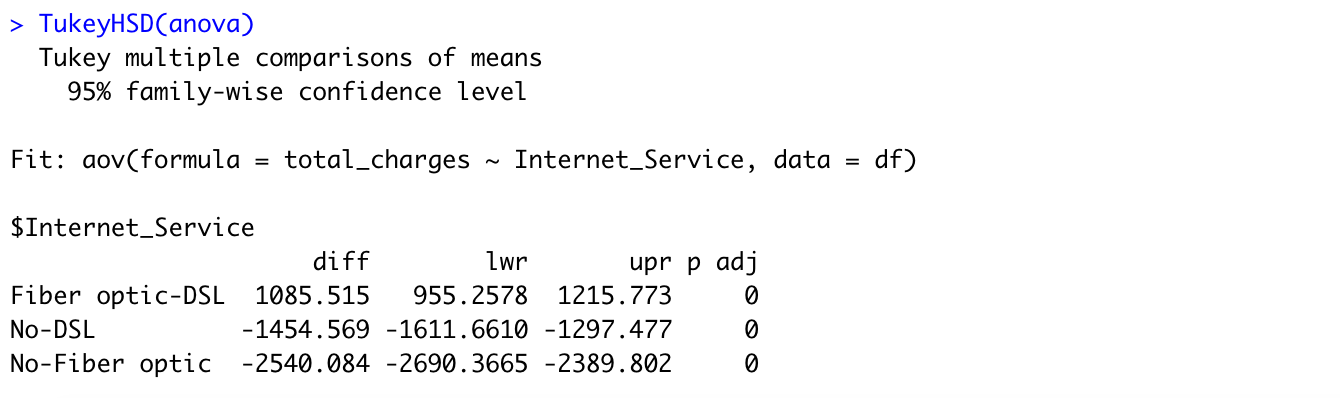 > TukeyHSD(anova)
  Tukey multiple comparisons of means
    95% family-wise confidence level

Fit: aov(formula = total_charges ~ Internet_Service, data = df)

$Internet_Service
                      diff        lwr       upr p adj
Fiber optic-DSL  1085.515   955.2578  1215.773     0
No-DSL          -1454.569 -1611.6610 -1297.477     0
No-Fiber optic  -2540.084 -2690.3665 -2389.802     0